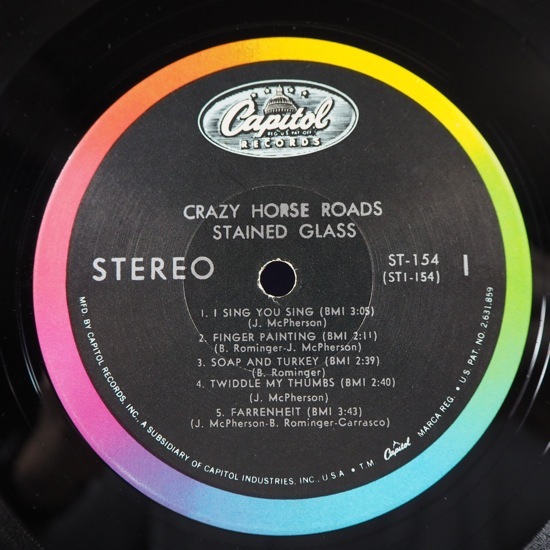 Capitol
REG. U.S. PAT. OFF.
RECORDS
CRAZY HORSE ROADS
STAINED GLASS
STEREO
ST-154
(ST1-154)
1
1. I SING YOU SING (BMI 3:05)
(J. McPherson)
2. FINGER PAINTING (BMI 2:11)
(B. Rominger-J. McPherson)
3. SOAP AND TURKEY (BMI 2:39)
(B. Rominger)
4. TWIDDLE MY THUMBS (BMI 2:40)
(J. McPherson)
5. FARRENHEIT (BMI 3:43)
(J. McPherson-B. Rominger-Carrasco)
MFD. BY CAPITOL RECORDS, INC., A SUBSIDIARY OF CAPITOL INDUSTRIES, INC., U.S.A. • T.M. Capitol MARCA REG. • U.S. PAT. NO. 2,631,859